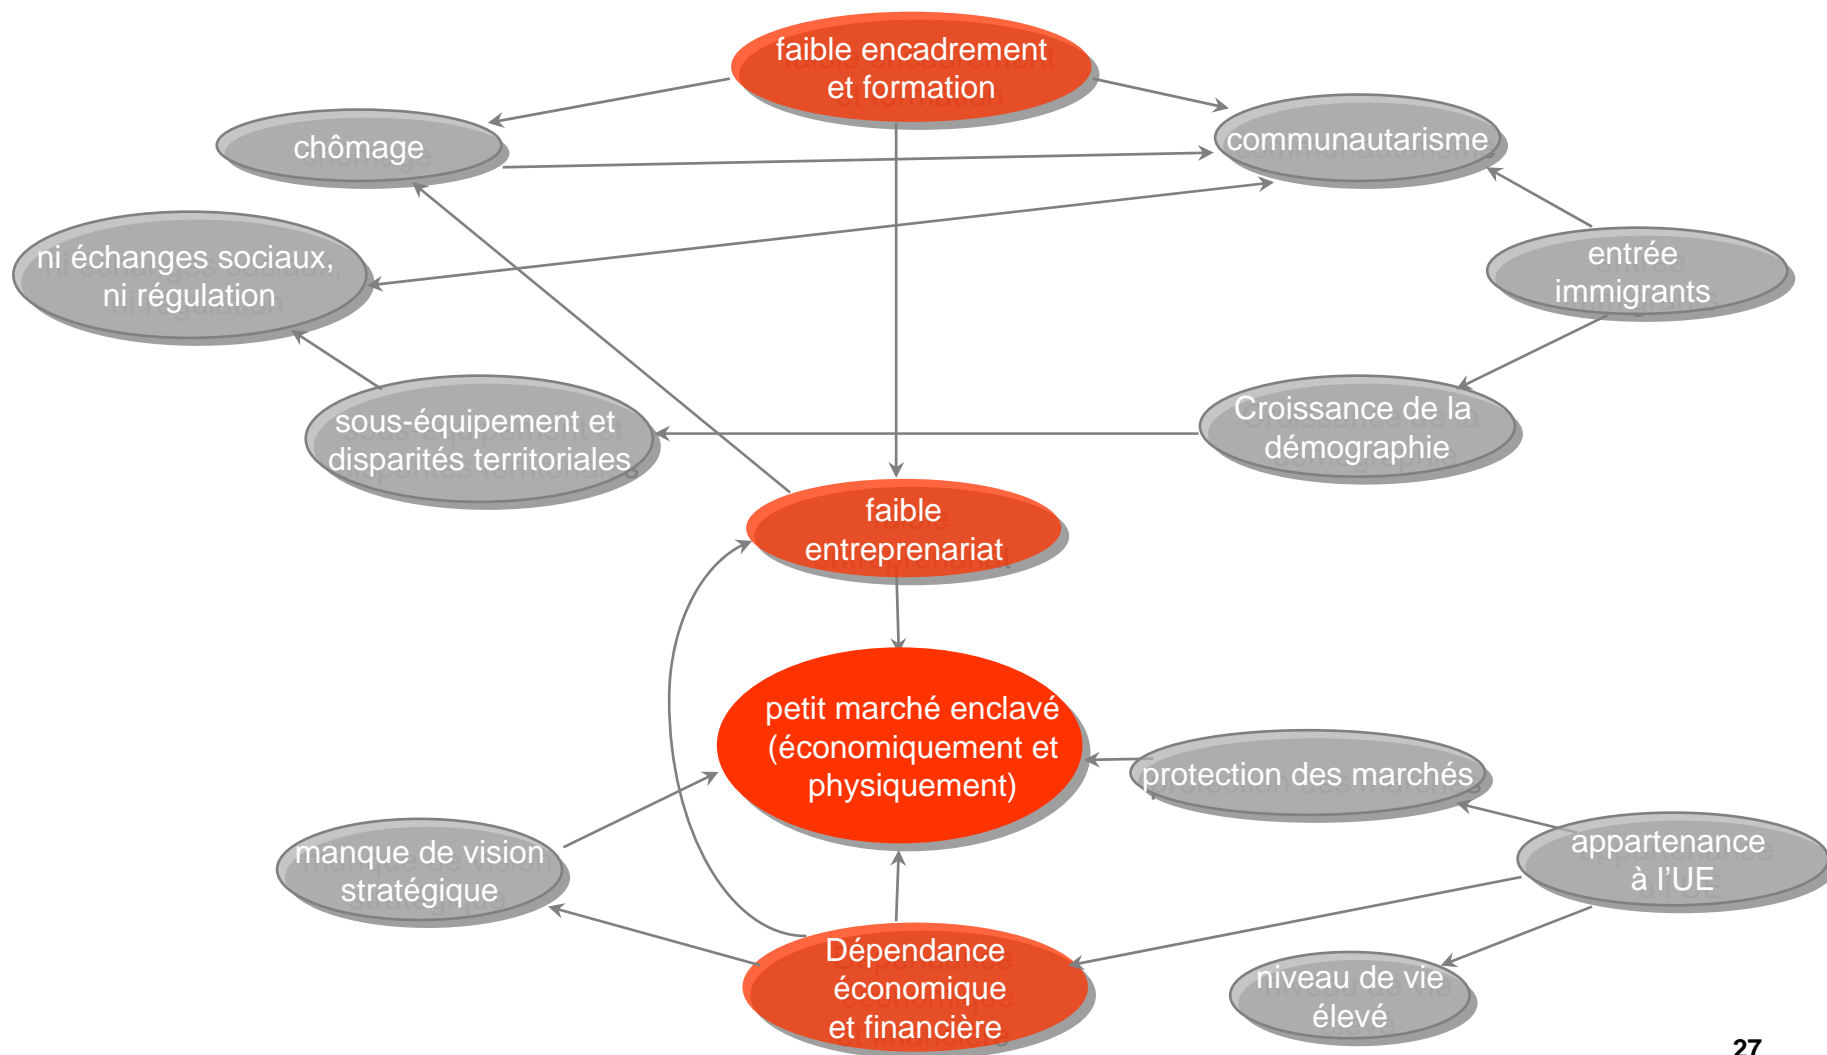 faible encadrement
et formation
chômage
communautarisme
ni échanges sociaux,
ni régulation
entrée
immigrants
sous-équipement et
disparités territoriales
Croissance de la
démographie
faible
entreprenariat
petit marché enclavé
(économiquement et
physiquement)
protection des marchés
manque de vision
stratégique
appartenance
à l’UE
Dépendance
économique
et financière
niveau de vie
élevé
27